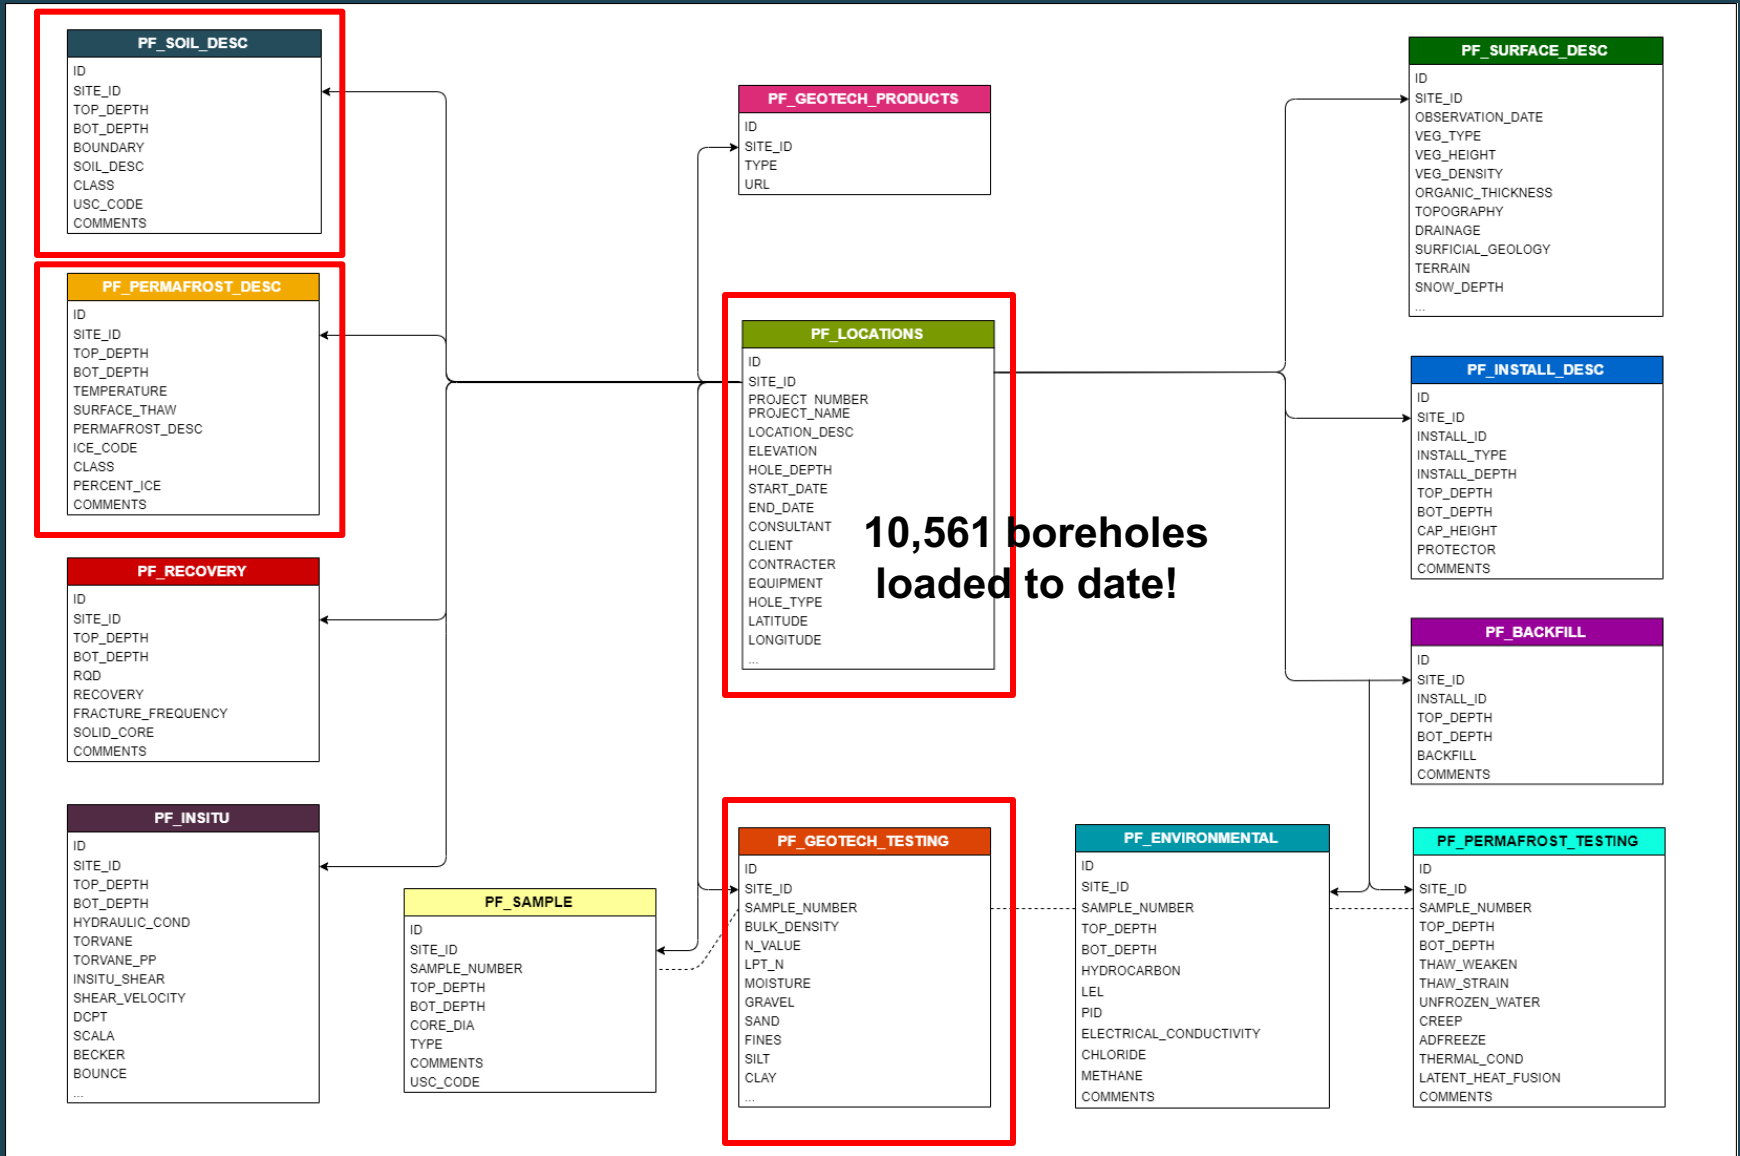 PF_SOIL_DESC
ID
SITE_ID
TOP_DEPTH
BOT_DEPTH
BOUNDARY
SOIL_DESC
CLASS
USC_CODE
COMMENTS
PF_PERMAFROST_DESC
ID
SITE_ID
TOP_DEPTH
BOT_DEPTH
TEMPERATURE
SURFACE_THAW
PERMAFROST_DESC
ICE_CODE
CLASS
PERCENT_ICE
COMMENTS
PF_RECOVERY
ID
SITE_ID
TOP_DEPTH
BOT_DEPTH
RQD
RECOVERY
FRACTURE_FREQUENCY
SOLID_CORE
COMMENTS
PF_INSITU
ID
SITE_ID
TOP_DEPTH
BOT_DEPTH
HYDRAULIC_COND
TORVANE
TORVANE_PP
INSITU_SHEAR
SHEAR_VELOCITY
DCPT
SCALA
BECKER
BOUNCE
...
PF_SAMPLE
ID
SITE_ID
SAMPLE_NUMBER
TOP_DEPTH
BOT_DEPTH
CORE_DIA
TYPE
COMMENTS
USC_CODE
PF_GEOTECH_PRODUCTS
ID
SITE_ID
TYPE
URL
PF_LOCATIONS
ID
SITE_ID
PROJECT_NUMBER
PROJECT_NAME
LOCATION_DESC
ELEVATION
HOLE_DEPTH
START_DATE
END_DATE
CONSULTANT
CLIENT
CONTRACTER
EQUIPMENT
HOLE_TYPE
LATITUDE
LONGITUDE
...
10,561 boreholes
loaded to date!
PF_GEOTECH_TESTING
ID
SITE_ID
SAMPLE_NUMBER
BULK_DENSITY
N_VALUE
LPT_N
MOISTURE
GRAVEL
SAND
FINES
SILT
CLAY
...
PF_ENVIRONMENTAL
ID
SITE_ID
SAMPLE_NUMBER
TOP_DEPTH
BOT_DEPTH
HYDROCARBON
LEL
PID
ELECTRICAL_CONDUCTIVITY
CHLORIDE
METHANE
COMMENTS
PF_SURFACE_DESC
ID
SITE_ID
OBSERVATION_DATE
VEG_TYPE
VEG_HEIGHT
VEG_DENSITY
ORGANIC_THICKNESS
TOPOGRAPHY
DRAINAGE
SURFICIAL_GEOLOGY
TERRAIN
SNOW_DEPTH
...
PF_INSTALL_DESC
ID
SITE_ID
INSTALL_ID
INSTALL_TYPE
INSTALL_DEPTH
TOP_DEPTH
BOT_DEPTH
CAP_HEIGHT
PROTECTOR
COMMENTS
PF_BACKFILL
ID
SITE_ID
INSTALL_ID
TOP_DEPTH
BOT_DEPTH
BACKFILL
COMMENTS
PF_PERMAFROST_TESTING
ID
SITE_ID
SAMPLE_NUMBER
TOP_DEPTH
BOT_DEPTH
THAW_WEAKEN
THAW_STRAIN
UNFROZEN_WATER
CREEP
ADFREEZE
THERMAL_COND
LATENT_HEAT_FUSION
COMMENTS